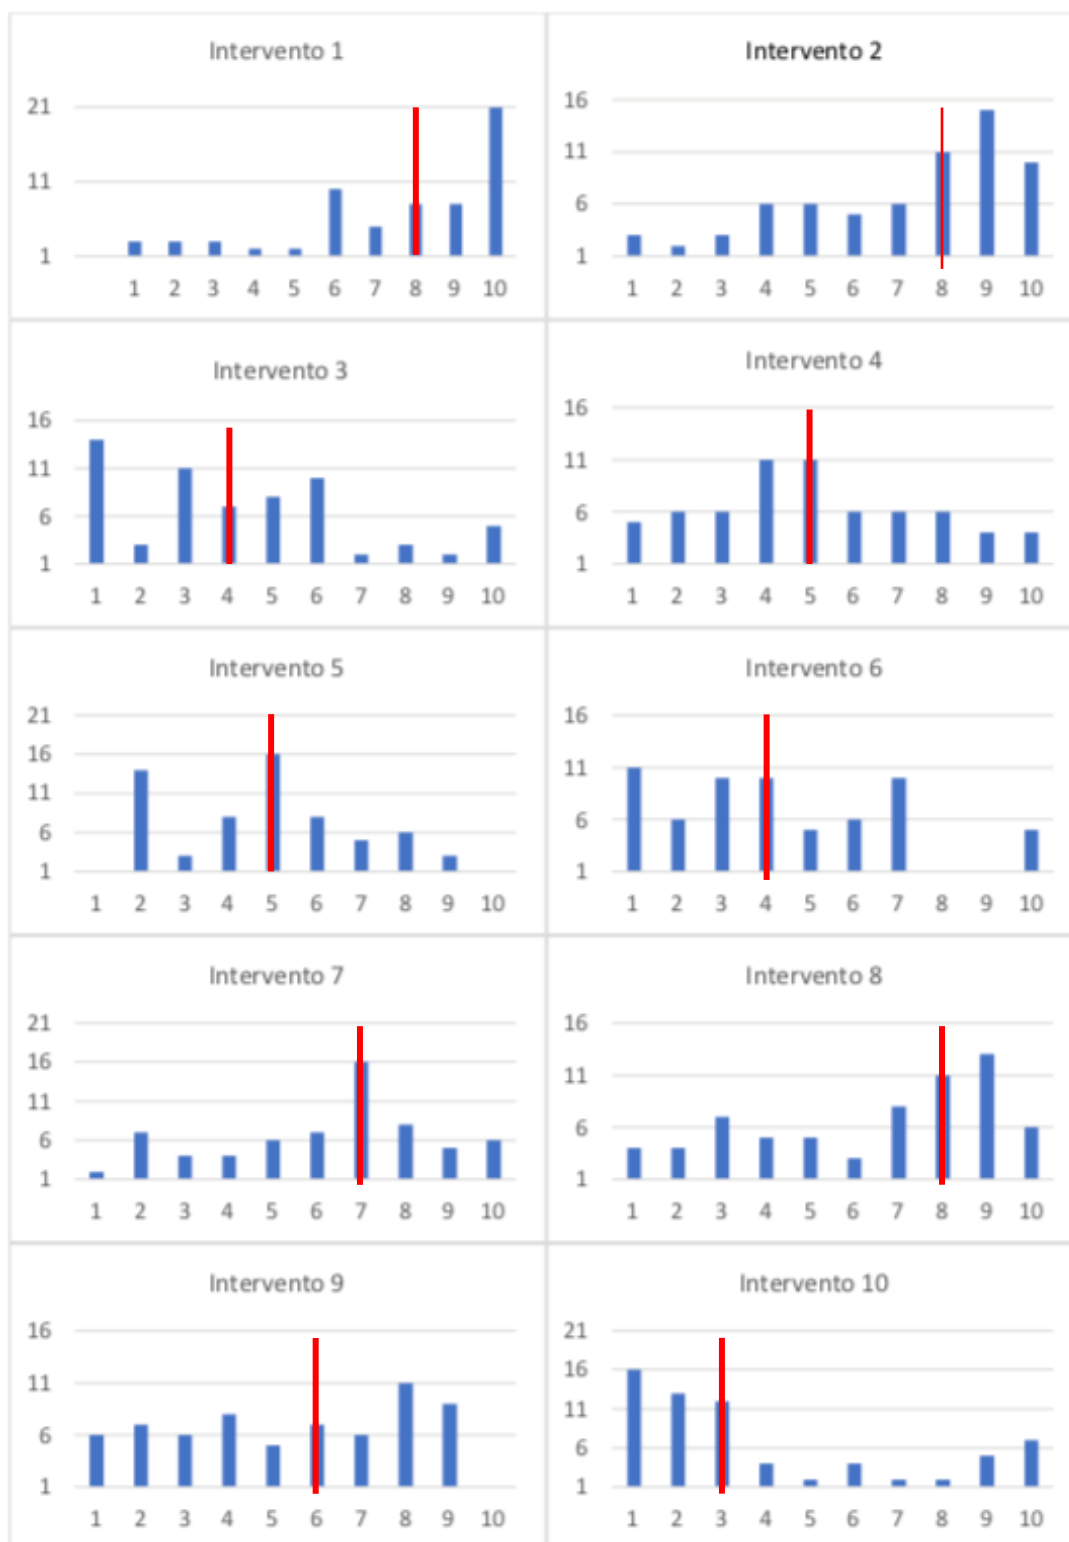 Intervento 1
21
11
1
1 2 3 4 5 6 7 8 9 10
Intervento 2
16
11
6
1
1 2 3 4 5 6 7 8 9 10
Intervento 3
16
11
6
1
1 2 3 4 5 6 7 8 9 10
Intervento 4
16
11
6
1
1 2 3 4 5 6 7 8 9 10
Intervento 5
21
16
11
6
1
1 2 3 4 5 6 7 8 9 10
Intervento 6
16
11
6
1
1 2 3 4 5 6 7 8 9 10
Intervento 7
21
16
11
6
1
1 2 3 4 5 6 7 8 9 10
Intervento 8
16
11
6
1
1 2 3 4 5 6 7 8 9 10
Intervento 9
16
11
6
1
1 2 3 4 5 6 7 8 9 10
Intervento 10
21
16
11
6
1
1 2 3 4 5 6 7 8 9 10